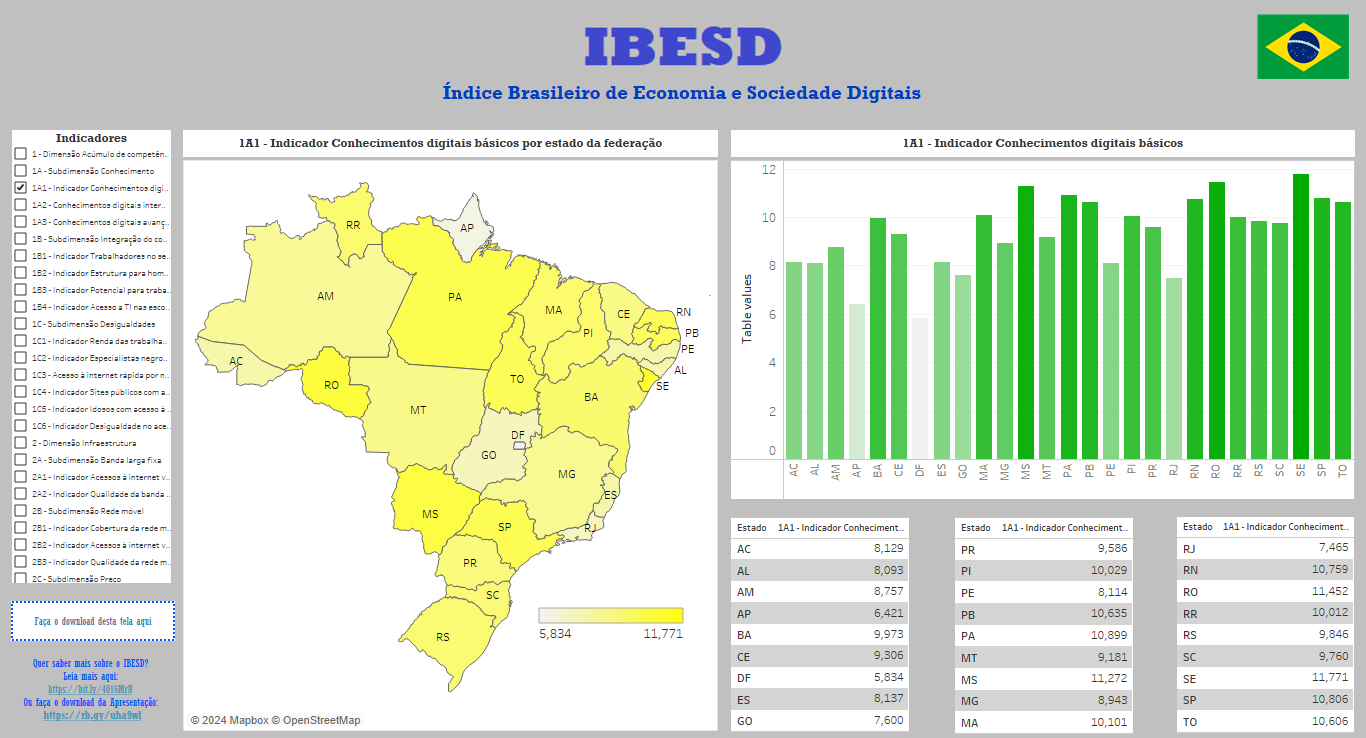 IBESD
Índice Brasileiro de Economia e Sociedade Digitais
Indicadores
1 - Dimensão Acúmulo de competên..
1A - Subdimensão Conhecimento
1A1 - Indicador Conhecimentos digi..
1A2 - Conhecimentos digitais inter..
1A3 - Conhecimentos digitais avanç..
1B - Subdimensão Integração do co..
1B1 - Indicador Trabalhadores no se..
1B2 - Indicador Estrutura para hom..
1B3 - Indicador Potencial para traba..
1B4 - Indicador Acesso a TI nas esco..
1C - Subdimensão Desigualdades
1C1 - Indicador Renda das trabalha..
1C2 - Indicador Especialistas negro..
1C3 - Acesso à internet rápida por n..
1C4 - Indicador Sites públicos com a..
1C5 - Indicador Idosos com acesso à ..
1C6 - Indicador Desigualdade no ace..
2 - Dimensão Infraestrutura
2A - Subdimensão Banda larga fixa
2A1 - Indicador Acessos à internet v..
2A2 - Indicador Qualidade da banda ..
2B - Subdimensão Rede móvel
2B1 - Indicador Cobertura da rede m..
2B2 - Indicador Acessos à internet v..
2B3 - Indicador Qualidade da rede m..
2C - Subdimensão Preço
Faça o download desta tela aqui
Quer saber mais sobre o IBESD?
Leia mais aqui:
https://bit.ly/4016MrN
Ou faça o download da Apresentação:
https://rb.gy/uha9wI
1A1 - Indicador Conhecimentos digitais básicos por estado da federação
RR
AP
AM
PA
MA
CE
RN
PB
PI
PE
AC
AL
TO
RO
SE
BA
MT
DF
GO
MG
ES
MS
SP
RJ
PR
SC
RS
5,834 11,771
© 2024 Mapbox © OpenStreetMap
1A1 - Indicador Conhecimentos digitais básicos
Table values
12
10
8
6
4
2
0
AC AL AM AP BA CE DF ES GO MA MG MS MT PA PB PE PI PR RJ RN RO RR RS SC SE SP TO
Estado 1A1 - Indicador Conheciment..
AC 8,129
AL 8,093
AM 8,757
AP 6,421
BA 9,973
CE 9,306
DF 5,834
ES 8,137
GO 7,600
Estado 1A1 - Indicador Conheciment..
PR 9,586
PI 10,029
PE 8,114
PB 10,635
PA 10,899
MT 9,181
MS 11,272
MG 8,943
MA 10,101
Estado 1A1 - Indicador Conheciment..
RJ 7,465
RN 10,759
RO 11,452
RR 10,012
RS 9,846
SC 9,760
SE 11,771
SP 10,806
TO 10,606